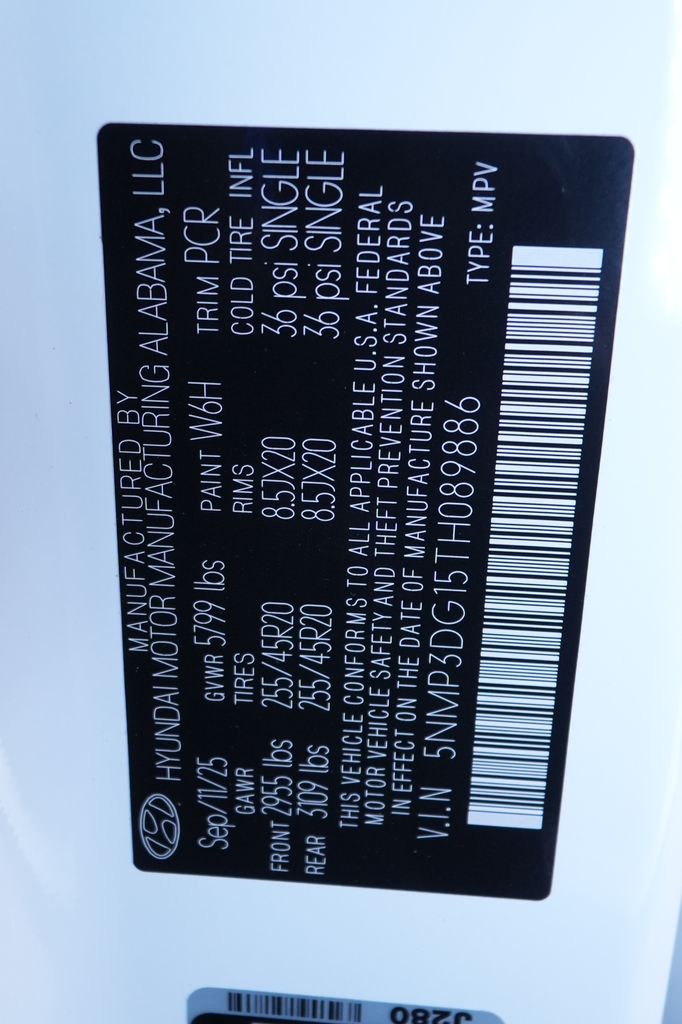 MANUFACTURED BY
HYUNDAI MOTOR MANUFACTURING ALABAMA, LLC
Sep/11/25 GVWR 5799 lbs PAINT W6H TRIM PCR
GAWR TIRES RIMS COLD TIRE INFL
FRONT 2955 lbs 255/45R20 8.5JX20 36 psi SINGLE
REAR 3109 lbs 255/45R20 8.5JX20 36 psi SINGLE
THIS VEHICLE CONFORMS TO ALL APPLICABLE U.S.A. FEDERAL
MOTOR VEHICLE SAFETY AND THEFT PREVENTION STANDARDS
IN EFFECT ON THE DATE OF MANUFACTURE SHOWN ABOVE
V.I.N 5NMP3DG15TH089886
TYPE: MPV
J280